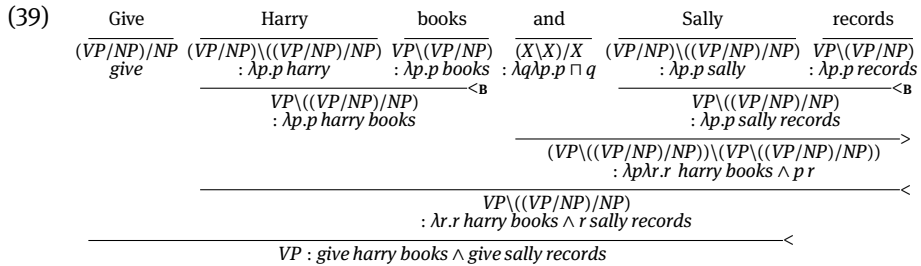 (39) Give Harry books and Sally records
(VP/NP)/NP (VP/NP)\((VP/NP)/NP) VP\(VP/NP) (X\X)/X (VP/NP)\((VP/NP)/NP) VP\(VP/NP)
give : λp.p harry : λp.p books : λqλp.p ⊓ q : λp.p sally : λp.p records
<B <B
VP\((VP/NP)/NP) VP\((VP/NP)/NP)
: λp.p harry books : λp.p sally records
>
(VP\((VP/NP)/NP))\(VP\((VP/NP)/NP))
: λpλr.r harry books ∧ p r
<
VP\((VP/NP)/NP)
: λr.r harry books ∧ r sally records
<
VP : give harry books ∧ give sally records